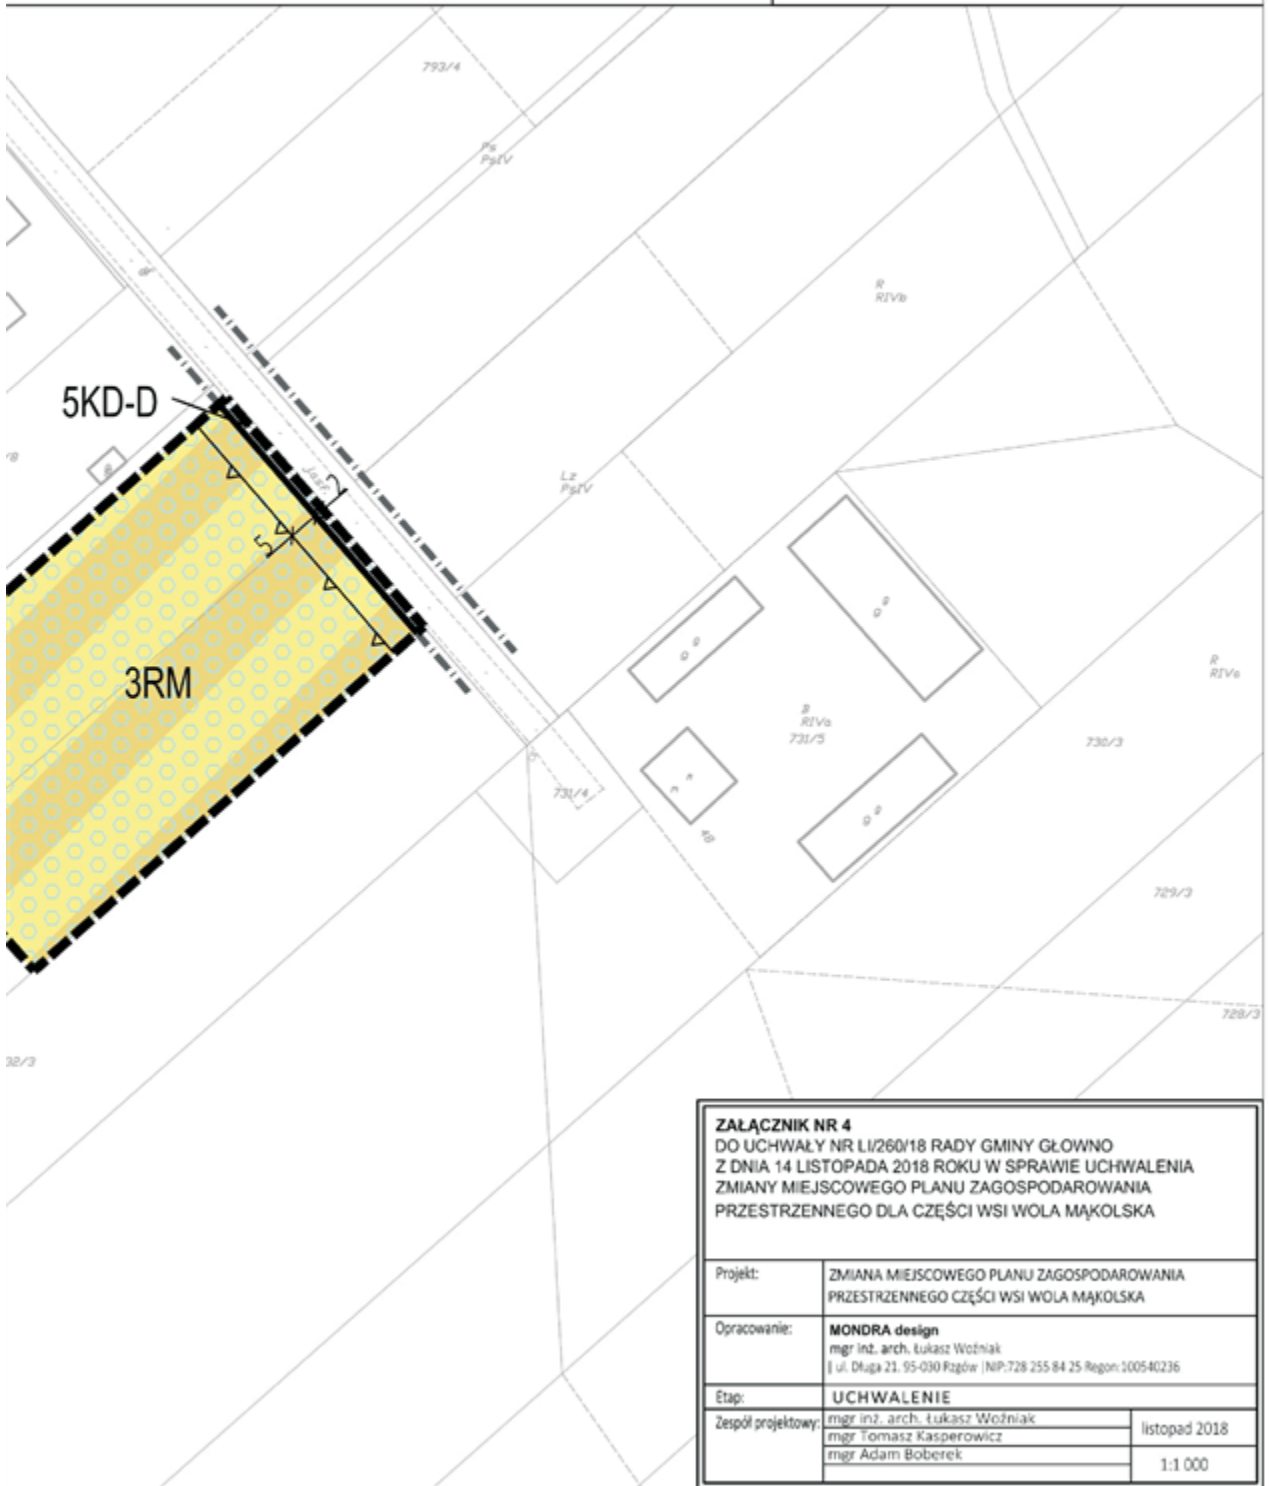 793/4
Ps
PsIV
R
RIVb
5KD-D
Lz
PsIV
2
5
3RM
R
RIVa
B
RIVa
731/5
730/3
731/4
48
729/3
728/3
32/3
ZAŁĄCZNIK NR 4
DO UCHWAŁY NR LI/260/18 RADY GMINY GŁOWNO
Z DNIA 14 LISTOPADA 2018 ROKU W SPRAWIE UCHWALENIA
ZMIANY MIEJSCOWEGO PLANU ZAGOSPODAROWANIA
PRZESTRZENNEGO DLA CZĘŚCI WSI WOLA MĄKOLSKA
Projekt: ZMIANA MIEJSCOWEGO PLANU ZAGOSPODAROWANIA
PRZESTRZENNEGO CZĘŚCI WSI WOLA MĄKOLSKA
Opracowanie: MONDRA design
mgr inż. arch. Łukasz Woźniak
| ul. Długa 21. 95-030 Rzgów |NIP:728 255 84 25 Regon:100540236
Etap: UCHWALENIE
Zespół projektowy: mgr inż. arch. Łukasz Woźniak
mgr Tomasz Kasperowicz
mgr Adam Boberek
listopad 2018
1:1 000